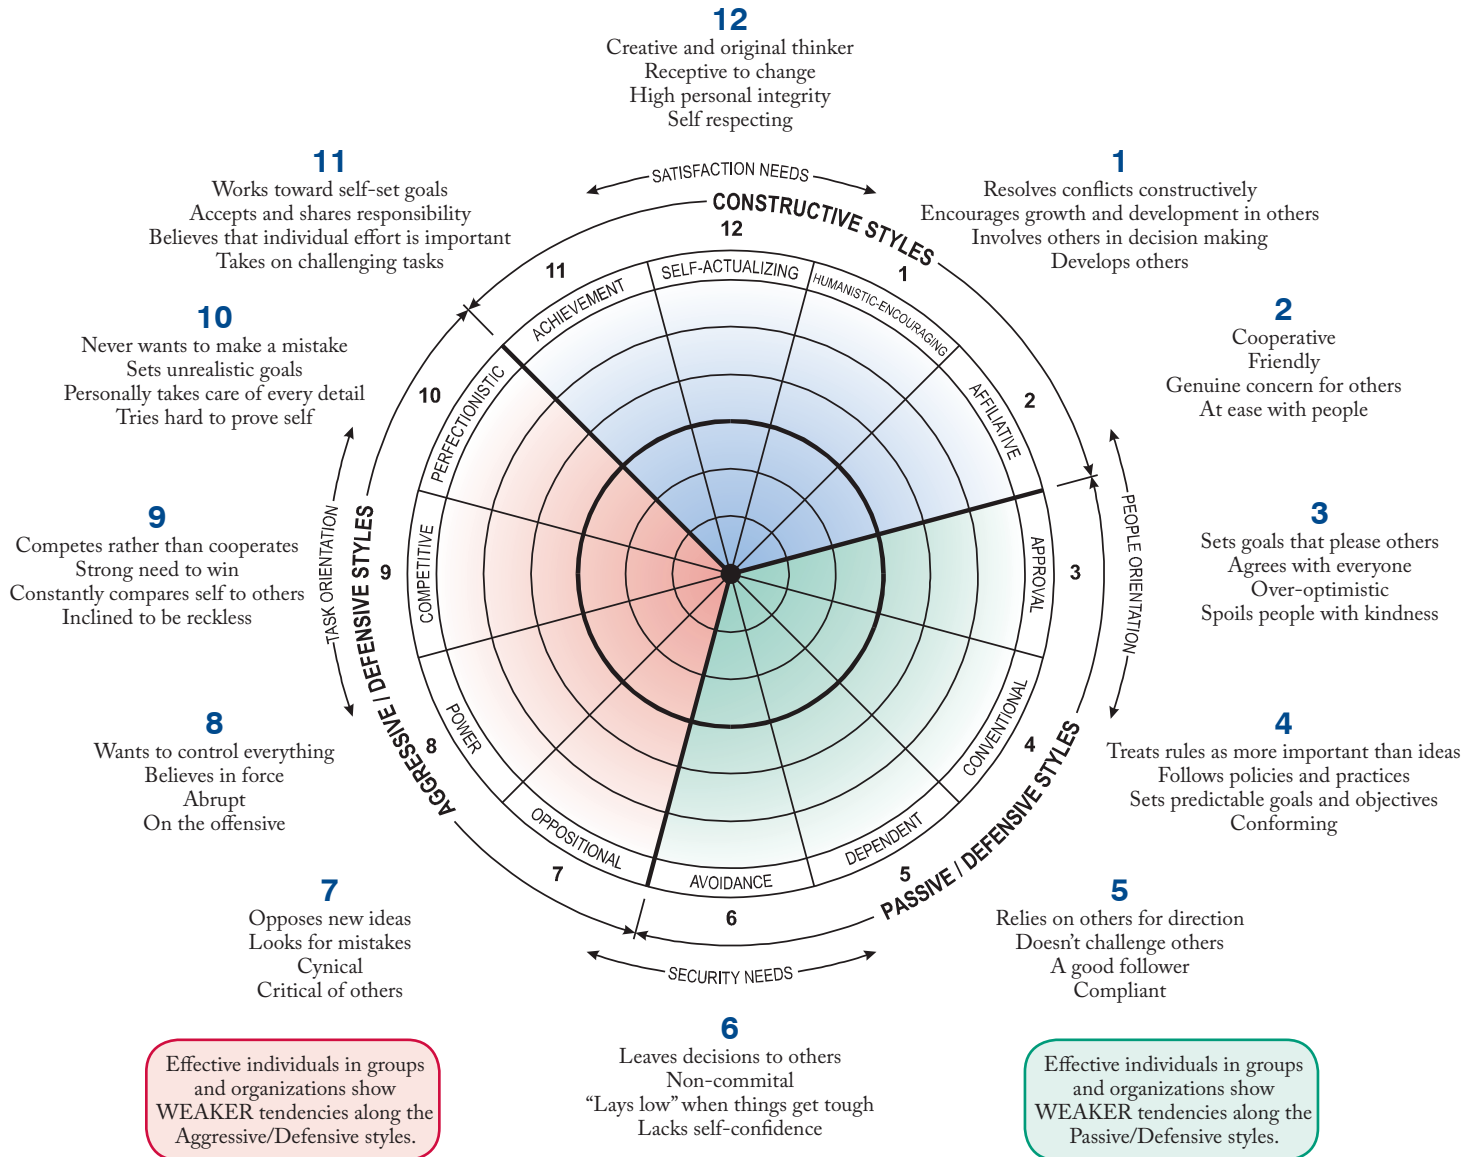 12
Creative and original thinker
Receptive to change
High personal integrity
Self respecting
11
Works toward self-set goals
Accepts and shares responsibility
Believes that individual effort is important
Takes on challenging tasks
1
Resolves conflicts constructively
Encourages growth and development in others
Involves others in decision making
Develops others
10
Never wants to make a mistake
Sets unrealistic goals
Personally takes care of every detail
Tries hard to prove self
2
Cooperative
Friendly
Genuine concern for others
At ease with people
9
Competes rather than cooperates
Strong need to win
Constantly compares self to others
Inclined to be reckless
3
Sets goals that please others
Agrees with everyone
Over-optimistic
Spoils people with kindness
8
Wants to control everything
Believes in force
Abrupt
On the offensive
4
Treats rules as more important than ideas
Follows policies and practices
Sets predictable goals and objectives
Conforming
7
Opposes new ideas
Looks for mistakes
Cynical
Critical of others
5
Relies on others for direction
Doesn't challenge others
A good follower
Compliant
6
Leaves decisions to others
Non-commital
“Lays low” when things get tough
Lacks self-confidence
SATISFACTION NEEDS
CONSTRUCTIVE STYLES
PEOPLE ORIENTATION
PASSIVE / DEFENSIVE STYLES
SECURITY NEEDS
AGGRESSIVE / DEFENSIVE STYLES
TASK ORIENTATION
12
SELF-ACTUALIZING
1
HUMANISTIC-ENCOURAGING
2
AFFILIATIVE
3
APPROVAL
4
CONVENTIONAL
5
DEPENDENT
6
AVOIDANCE
7
OPPOSITIONAL
8
POWER
9
COMPETITIVE
10
PERFECTIONISTIC
11
ACHIEVEMENT
Effective individuals in groups
and organizations show
WEAKER tendencies along the
Aggressive/Defensive styles.
Effective individuals in groups
and organizations show
WEAKER tendencies along the
Passive/Defensive styles.